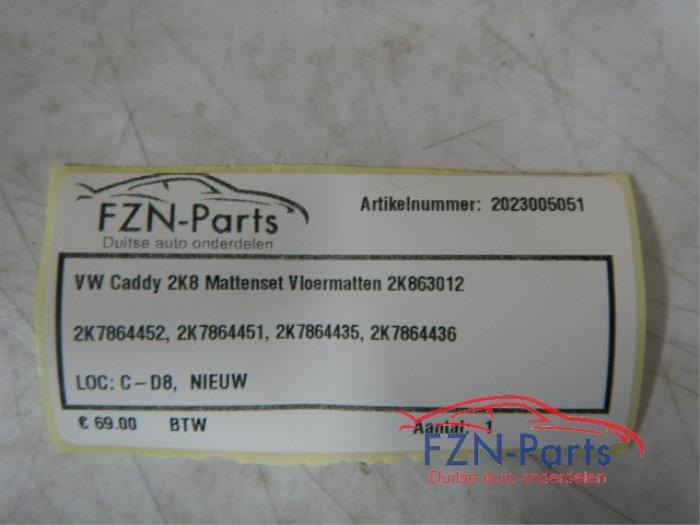 FZN-Parts
Duitse auto onderdelen
Artikelnummer: 2023005051
VW Caddy 2K8 Mattenset Vloermatten 2K863012
2K7864452, 2K7864451, 2K7864435, 2K7864436
LOC: C-D8, NIEUW
€ 69.00 BTW Aantal: 1
FZN-Parts
Duitse auto onderdelen